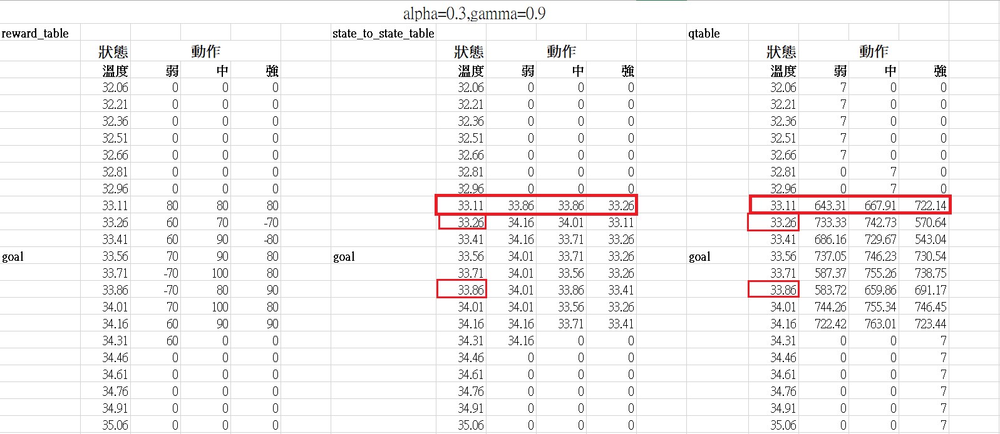 alpha=0.3,gamma=0.9
reward_table state_to_state_table qtable
狀態 動作 狀態 動作 狀態 動作
溫度 弱 中 強 溫度 弱 中 強 溫度 弱 中 強
32.06 0 0 0 32.06 0 0 0 32.06 7 0 0
32.21 0 0 0 32.21 0 0 0 32.21 7 0 0
32.36 0 0 0 32.36 0 0 0 32.36 7 0 0
32.51 0 0 0 32.51 0 0 0 32.51 7 0 0
32.66 0 0 0 32.66 0 0 0 32.66 7 0 0
32.81 0 0 0 32.81 0 0 0 32.81 0 7 0
32.96 0 0 0 32.96 0 0 0 32.96 0 7 0
33.11 80 80 80 33.11 33.86 33.86 33.26 33.11 643.31 667.91 722.14
33.26 60 70 -70 33.26 34.16 34.01 33.11 33.26 733.33 742.73 570.64
33.41 60 90 -80 33.41 34.16 33.71 33.26 33.41 686.16 729.67 543.04
goal 33.56 70 90 80 goal 33.56 34.01 33.71 33.26 goal 33.56 737.05 746.23 730.54
33.71 -70 100 80 33.71 34.01 33.56 33.26 33.71 587.37 755.26 738.75
33.86 -70 80 90 33.86 34.01 33.86 33.41 33.86 583.72 659.86 691.17
34.01 70 100 80 34.01 34.01 33.56 33.26 34.01 744.26 755.34 746.45
34.16 60 90 90 34.16 34.16 33.71 33.41 34.16 722.42 763.01 723.44
34.31 60 0 0 34.31 34.16 0 0 34.31 0 0 7
34.46 0 0 0 34.46 0 0 0 34.46 0 0 7
34.61 0 0 0 34.61 0 0 0 34.61 0 0 7
34.76 0 0 0 34.76 0 0 0 34.76 0 0 7
34.91 0 0 0 34.91 0 0 0 34.91 0 0 7
35.06 0 0 0 35.06 0 0 0 35.06 0 0 7